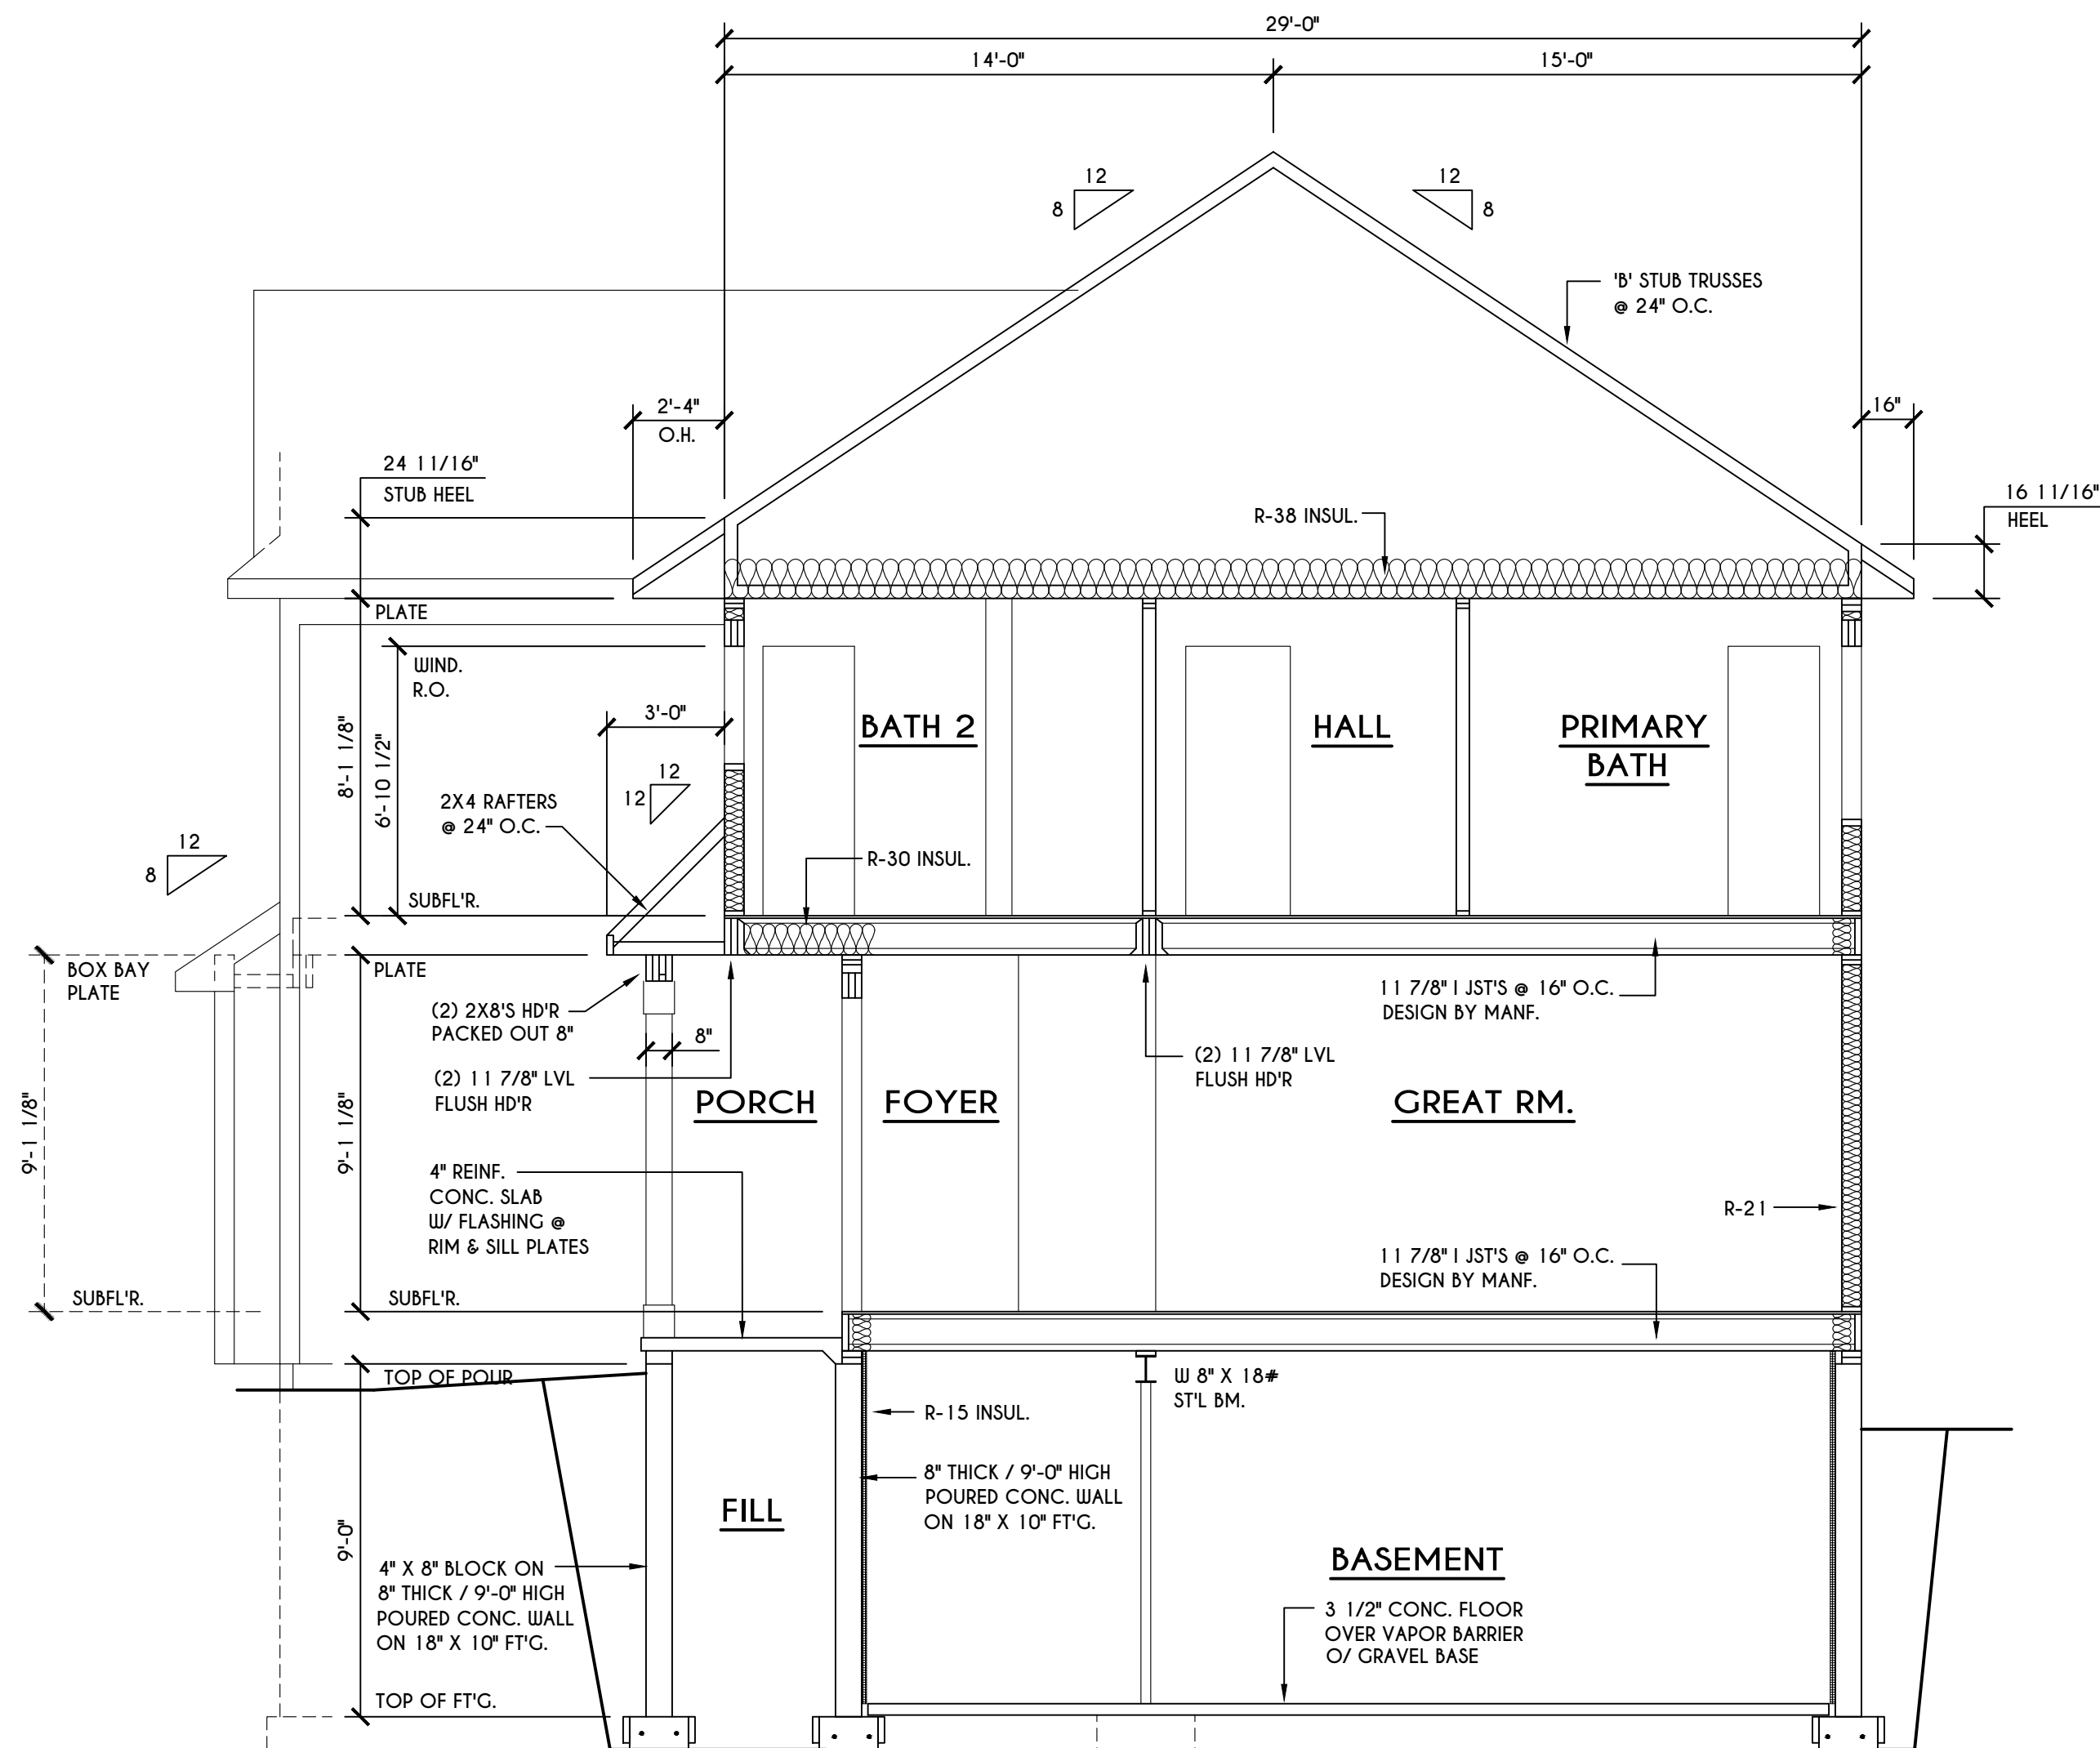 29'-0"
14'-0"
15'-0"
12
8
12
8
'B' STUB TRUSSES
@ 24" O.C.
2'-4"
O.H.
16"
24 11/16"
STUB HEEL
16 11/16"
HEEL
R-38 INSUL.
PLATE
WIND.
R.O.
8'-1 1/8"
6'-10 1/2"
3'-0"
BATH 2
HALL
PRIMARY
BATH
12
12
2X4 RAFTERS
@ 24" O.C.
12
8
R-30 INSUL.
SUBFL'R.
BOX BAY
PLATE
PLATE
(2) 2X8'S HD'R
PACKED OUT 8"
8"
11 7/8" I JST'S @ 16" O.C.
DESIGN BY MANF.
(2) 11 7/8" LVL
FLUSH HD'R
(2) 11 7/8" LVL
FLUSH HD'R
PORCH
FOYER
GREAT RM.
9'-1 1/8"
9'-1 1/8"
4" REINF.
CONC. SLAB
W/ FLASHING @
RIM & SILL PLATES
R-21
11 7/8" I JST'S @ 16" O.C.
DESIGN BY MANF.
SUBFL'R.
SUBFL'R.
TOP OF POUR
W 8" X 18#
ST'L BM.
R-15 INSUL.
8" THICK / 9'-0" HIGH
POURED CONC. WALL
ON 18" X 10" FT'G.
FILL
9'-0"
4" X 8" BLOCK ON
8" THICK / 9'-0" HIGH
POURED CONC. WALL
ON 18" X 10" FT'G.
BASEMENT
3 1/2" CONC. FLOOR
OVER VAPOR BARRIER
O/ GRAVEL BASE
TOP OF FT'G.